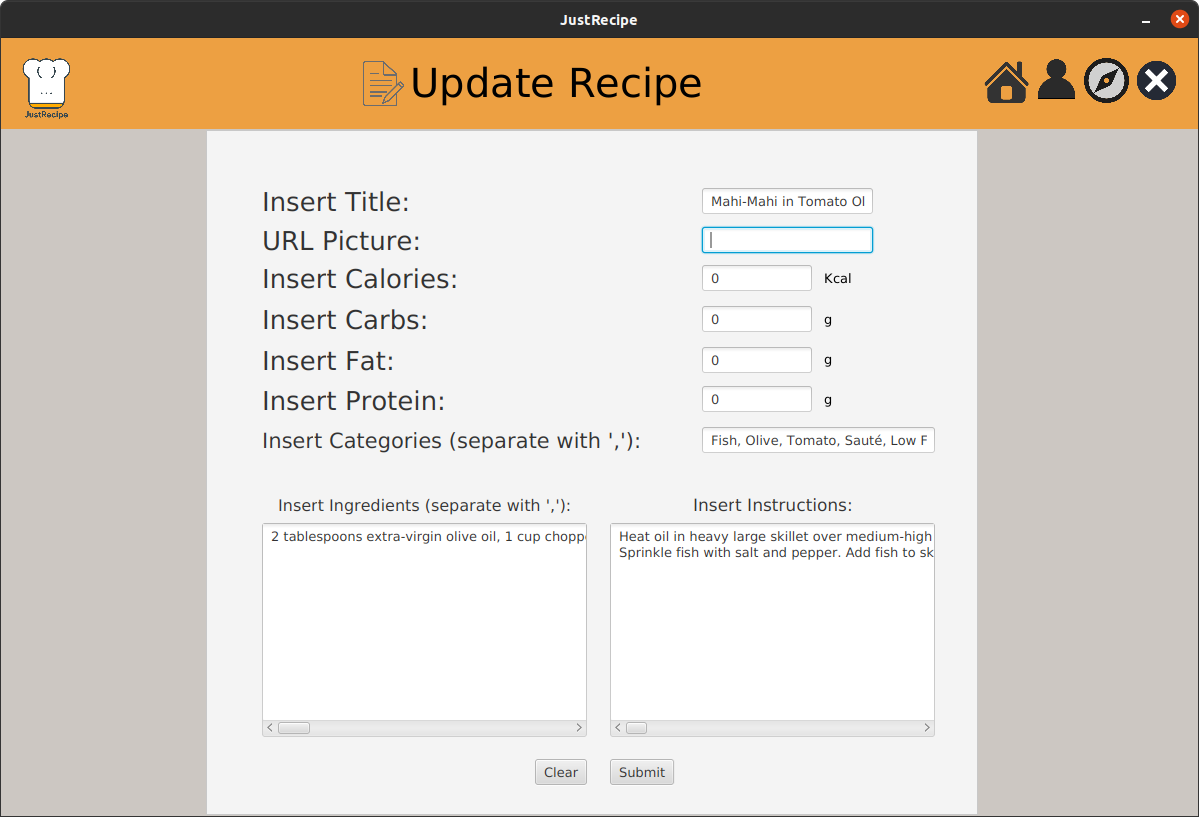 JustRecipe
JustRecipe
Update Recipe
Insert Title:
Mahi-Mahi in Tomato Ol
URL Picture:
Insert Calories:
0 Kcal
Insert Carbs:
0 g
Insert Fat:
0 g
Insert Protein:
0 g
Insert Categories (separate with ','):
Fish, Olive, Tomato, Sauté, Low F
Insert Ingredients (separate with ','):
2 tablespoons extra-virgin olive oil, 1 cup chopp
Insert Instructions:
Heat oil in heavy large skillet over medium-high
Sprinkle fish with salt and pepper. Add fish to sk
Clear
Submit